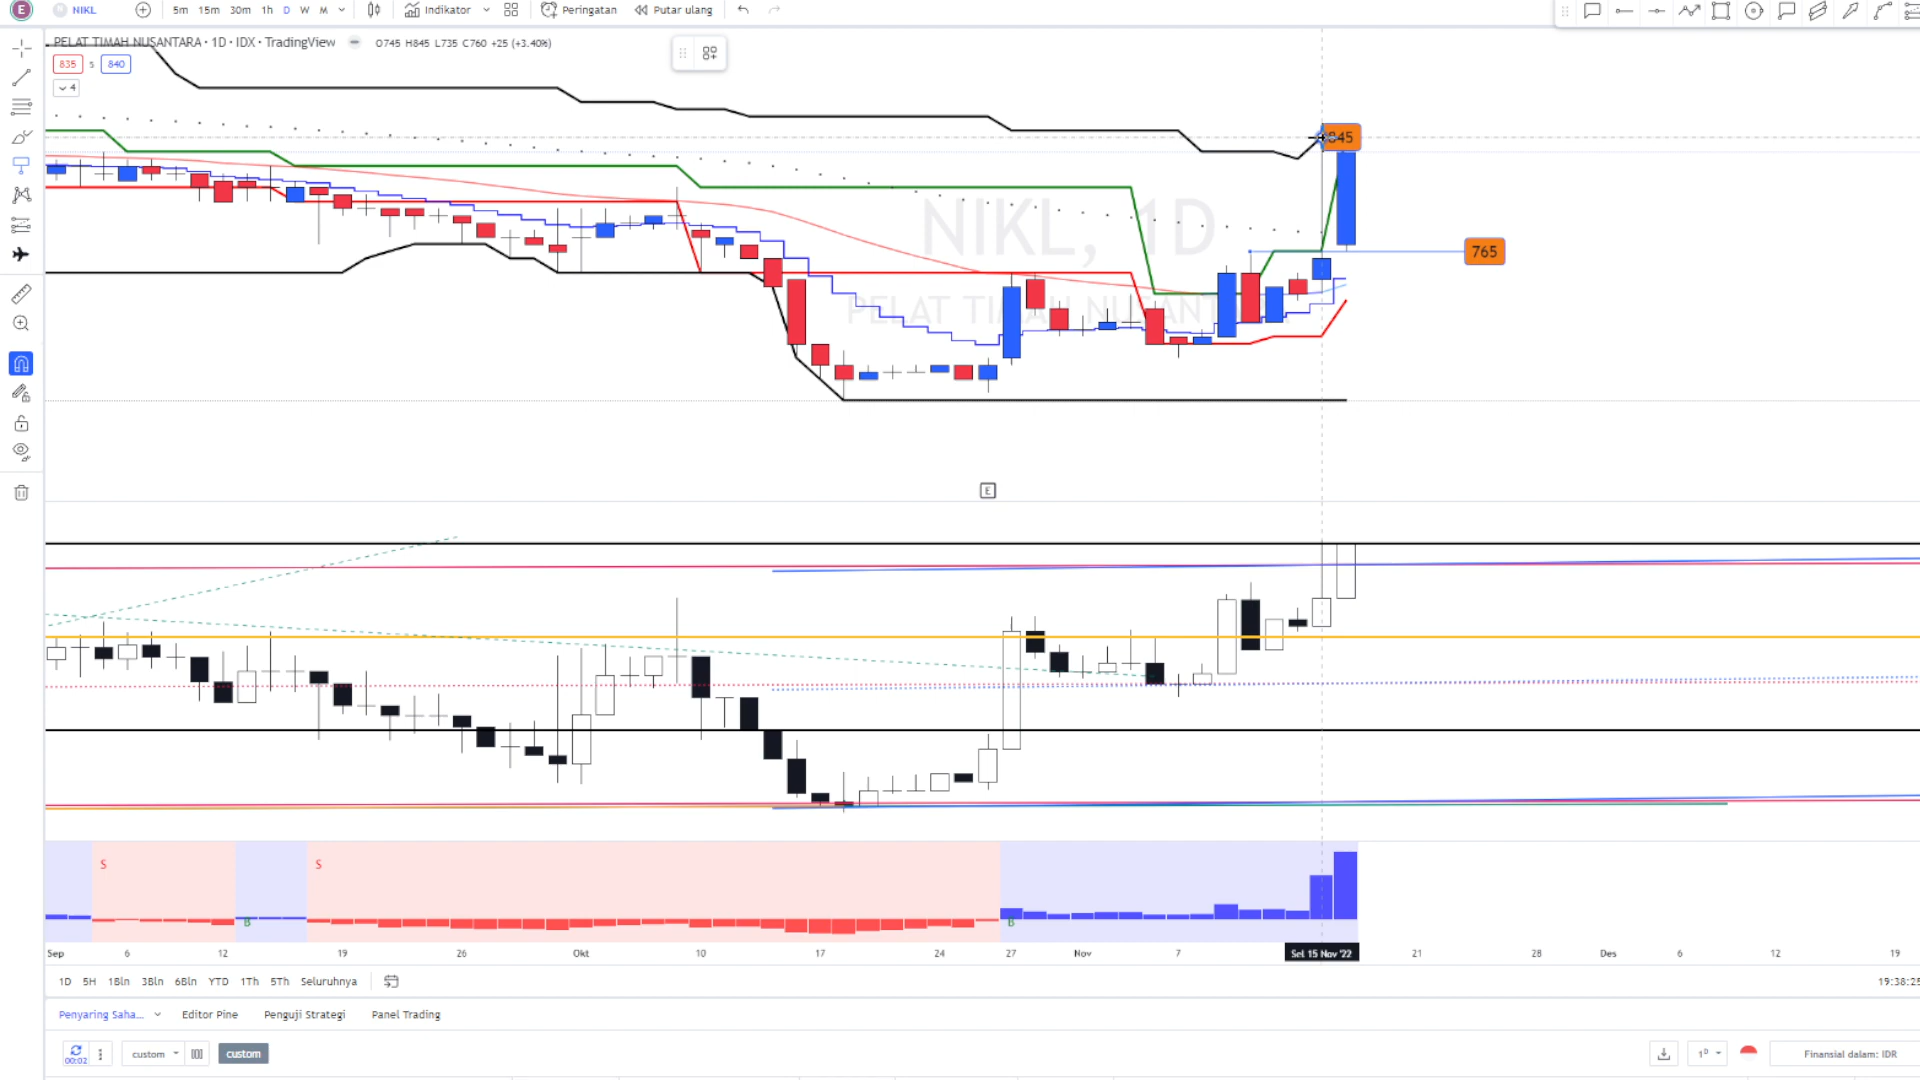 E NIKL 5m 15m 30m 1h D W M Indikator Peringatan Putar ulang
PELAT TIMAH NUSANTARA · 1D · IDX · TradingView O745 H845 L735 C760 +25 (+3.40%)
835 5 840
4
845
NIKL, 1D
765
PELAT TIMAH NUSANTARA
E
S S
B B
Sep 6 12 19 26 Okt 10 17 24 27 Nov 7 Sel 15 Nov '22 21 28 Des 6 12 19
1D 5H 1Bln 3Bln 6Bln YTD 1Th 5Th Seluruhnya 19:38:25
Penyaring Saha... Editor Pine Penguji Strategi Panel Trading
00:02 custom custom 1D Finansial dalam: IDR